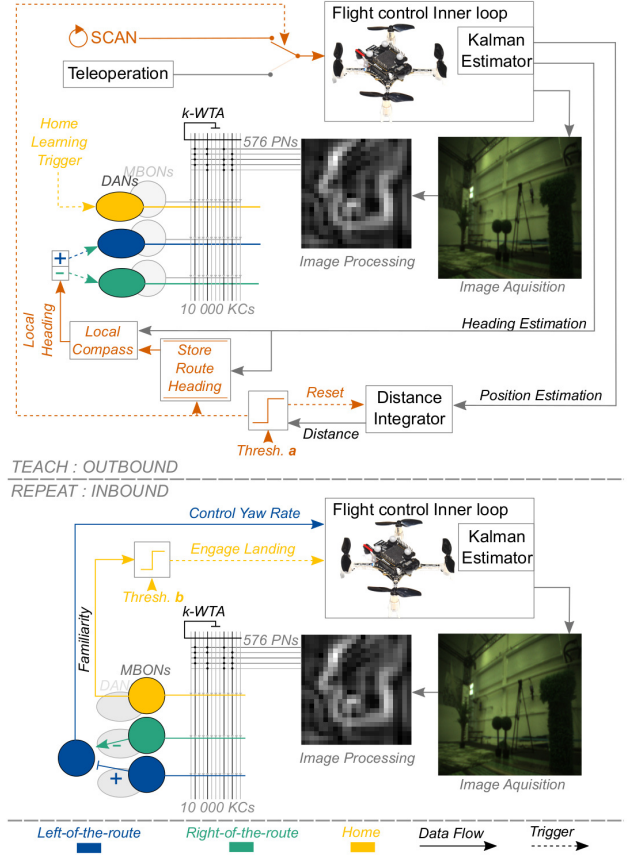 Flight control Inner loop
SCAN
Kalman
Estimator
Teleoperation
k-WTA
576 PNs
Home
Learning
Trigger
MBONs
DANs
+
-
Image Processing
Image Aquisition
10 000 KCs
Heading Estimation
Local
Heading
Local
Compass
Store
Route
Heading
Reset
Distance
Integrator
Position Estimation
Distance
Thresh. a
TEACH : OUTBOUND
REPEAT : INBOUND
Control Yaw Rate
Flight control Inner loop
Kalman
Estimator
Engage Landing
Thresh. b
k-WTA
576 PNs
Familiarity
MBONs
DANs
-
+
Image Processing
Image Aquisition
10 000 KCs
Left-of-the-route
Right-of-the-route
Home
Data Flow
Trigger